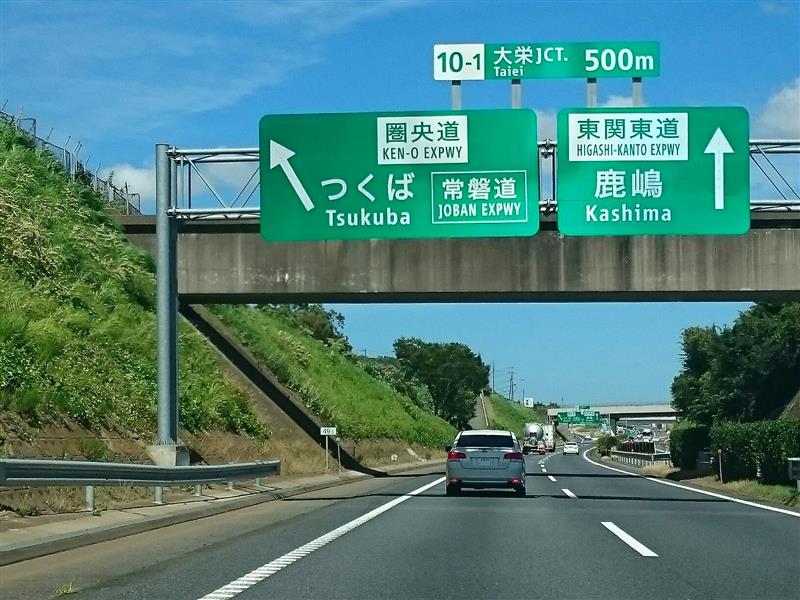 10-1 大栄JCT. 500m
Taiei
圏央道
KEN-O EXPWY
つくば
Tsukuba
常磐道
JOBAN EXPWY
東関東道
HIGASHI-KANTO EXPWY
鹿嶋
Kashima